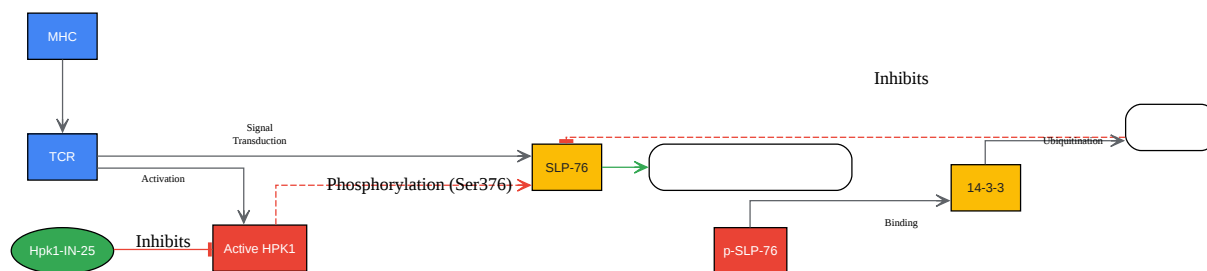 MHC
Inhibits
Signal
Transduction
Ubiquitination
TCR
SLP-76
Activation
Phosphorylation (Ser376)
14-3-3
Binding
Inhibits
Hpk1-IN-25
Active HPK1
p-SLP-76